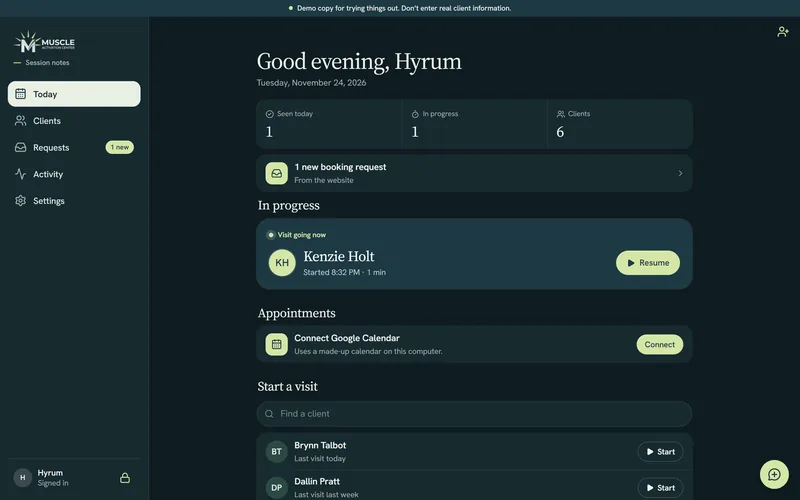 Demo copy for trying things out. Don't enter real client information.
MUSCLE
ACTIVATION CENTER
Session notes
Today
Clients
Requests
1 new
Activity
Settings
Hyrum
Signed in
H
Good evening, Hyrum
Tuesday, November 24, 2026
Seen today
1
In progress
1
Clients
6
1 new booking request
From the website
In progress
Visit going now
KH
Kenzie Holt
Started 8:32 PM · 1 min
Resume
Appointments
Connect Google Calendar
Uses a made-up calendar on this computer.
Connect
Start a visit
Find a client
BT
Brynn Talbot
Last visit today
Start
DP
Dallin Pratt
Last visit last week
Start